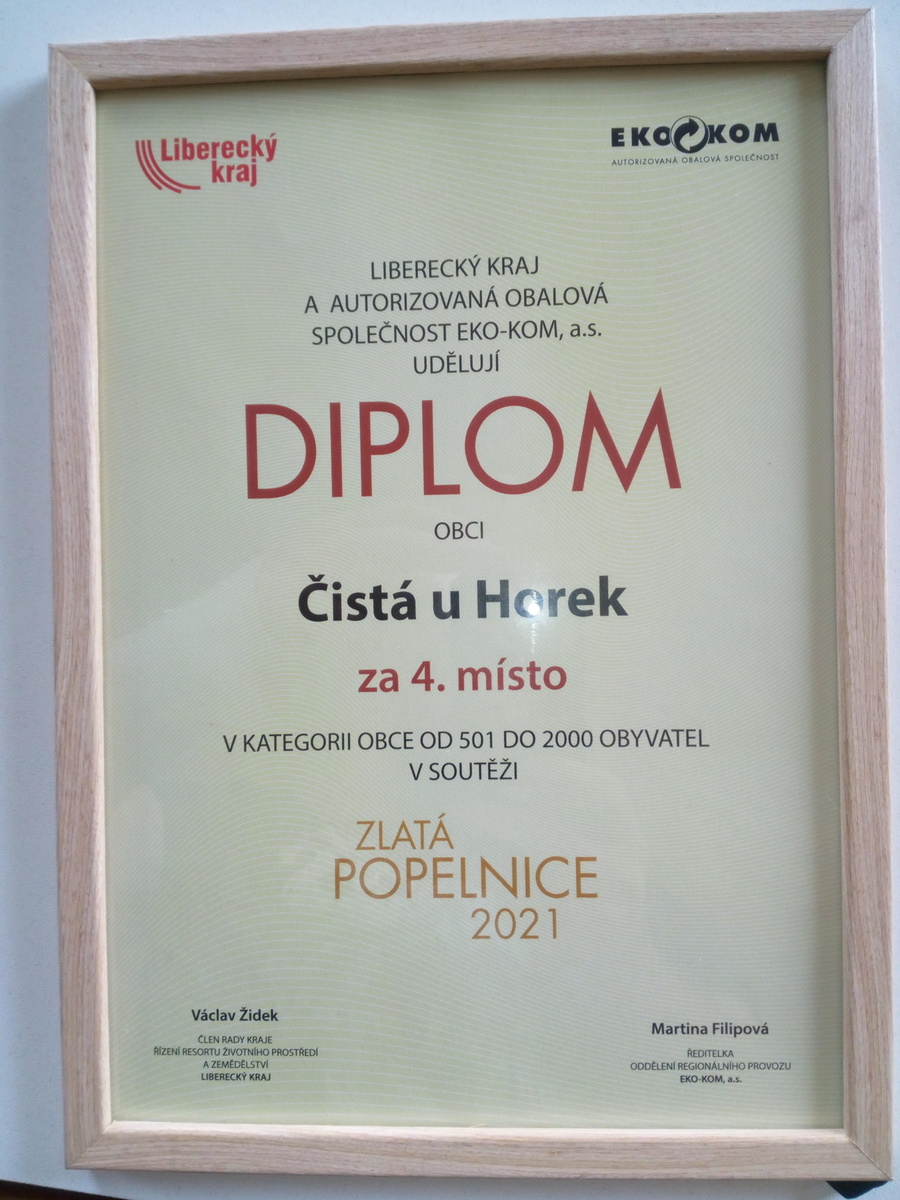 Liberecký
kraj
EKO KOM
AUTORIZOVANÁ OBALOVÁ SPOLEČNOST
LIBERECKÝ KRAJ
A AUTORIZOVANÁ OBALOVÁ
SPOLEČNOST EKO-KOM, a.s.
UDĚLUJÍ
DIPLOM
OBCI
Čistá u Horek
za 4. místo
V KATEGORII OBCE OD 501 DO 2000 OBYVATEL
V SOUTĚŽI
ZLATÁ
POPELNICE
2021
Václav Židek
ČLEN RADY KRAJE
ŘÍZENÍ RESORTU ŽIVOTNÍHO PROSTŘEDÍ
A ZEMĚDĚLSTVÍ
LIBERECKÝ KRAJ
Martina Filipová
ŘEDITELKA
ODDĚLENÍ REGIONÁLNÍHO PROVOZU
EKO-KOM, a.s.